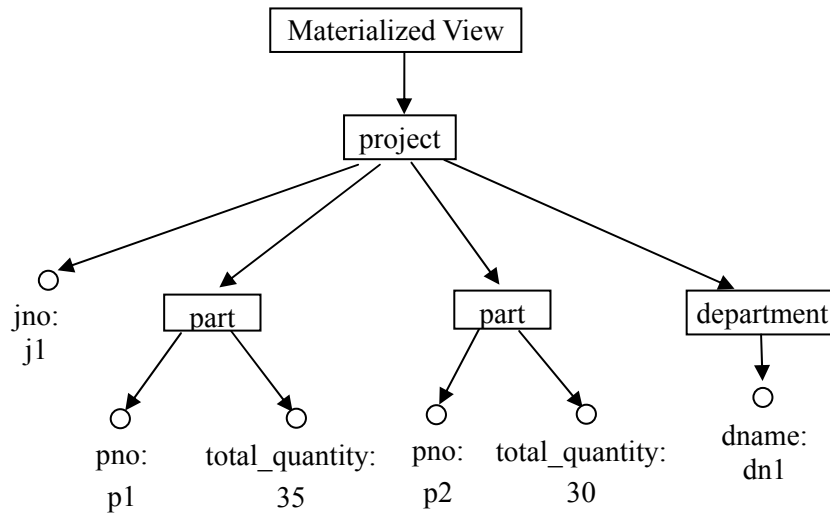 Materialized View
project
jno:
j1
part
part
department
pno:
p1
total_quantity:
35
pno:
p2
total_quantity:
30
dname:
dn1